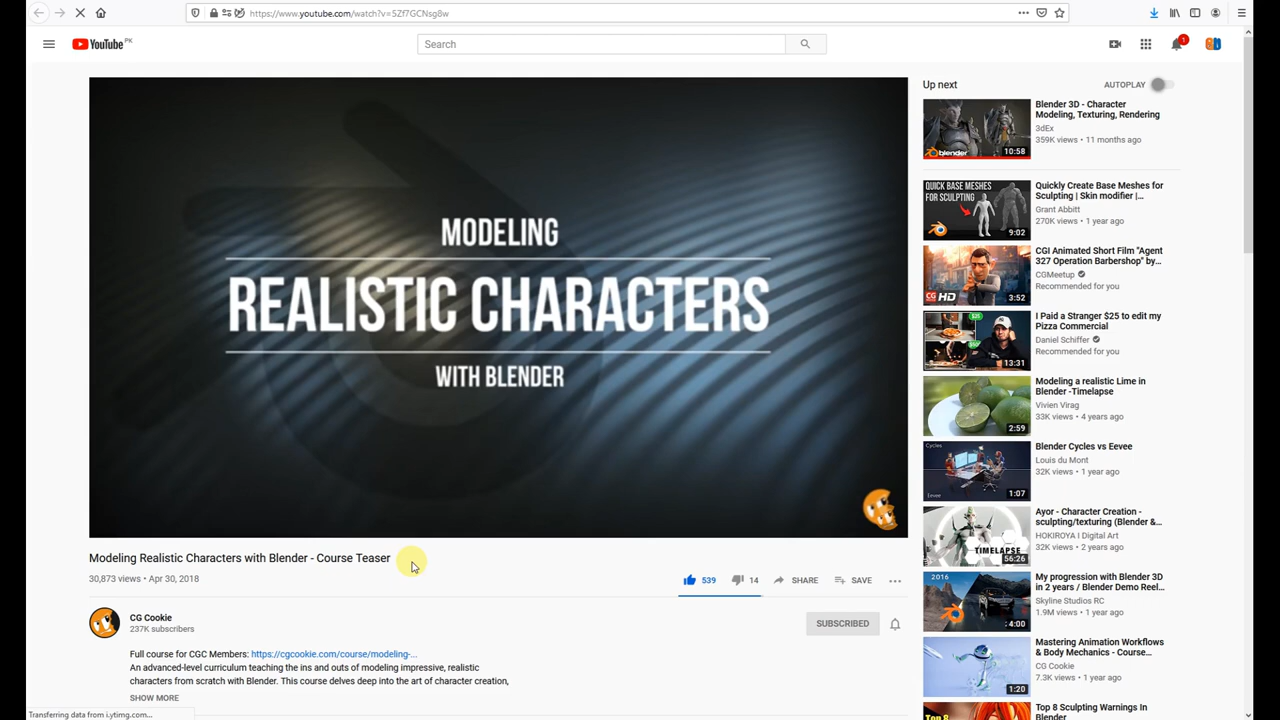 https://www.youtube.com/watch?v=5Zf7GCNsg8w
YouTube PK
Search
1
MODELING
REALISTIC CHARACTERS
WITH BLENDER
Modeling Realistic Characters with Blender - Course Teaser
30,873 views • Apr 30, 2018
539
14
SHARE
SAVE
CG Cookie
237K subscribers
SUBSCRIBED
Full course for CGC Members: https://cgcookie.com/course/modeling-...
An advanced-level curriculum teaching the ins and outs of modeling impressive, realistic
characters from scratch with Blender. This course delves deep into the art of character creation,
SHOW MORE
Transferring data from i.ytimg.com...
Up next
AUTOPLAY
blender
10:58
Blender 3D - Character
Modeling, Texturing, Rendering
3dEx
359K views • 11 months ago
QUICK BASE MESHES
FOR SCULPTING
9:02
Quickly Create Base Meshes for
Sculpting | Skin modifier |...
Grant Abbitt
270K views • 1 year ago
CG HD
3:52
CGI Animated Short Film "Agent
327 Operation Barbershop" by...
CGMeetup
Recommended for you
$25
13:31
I Paid a Stranger $25 to edit my
Pizza Commercial
Daniel Schiffer
Recommended for you
2:59
Modeling a realistic Lime in
Blender -Timelapse
Vivien Virag
33K views • 4 years ago
Cycles
Eevee
1:07
Blender Cycles vs Eevee
Louis du Mont
32K views • 1 year ago
TIMELAPSE
56:26
Ayor - Character Creation -
sculpting/texturing (Blender &...
HOKIROYA I Digital Art
32K views • 2 years ago
2016
4:00
My progression with Blender 3D
in 2 years / Blender Demo Reel...
Skyline Studios RC
1.9M views • 1 year ago
1:20
Mastering Animation Workflows
& Body Mechanics - Course...
CG Cookie
7.3K views • 1 year ago
Top 8
Top 8 Sculpting Warnings In
Blender